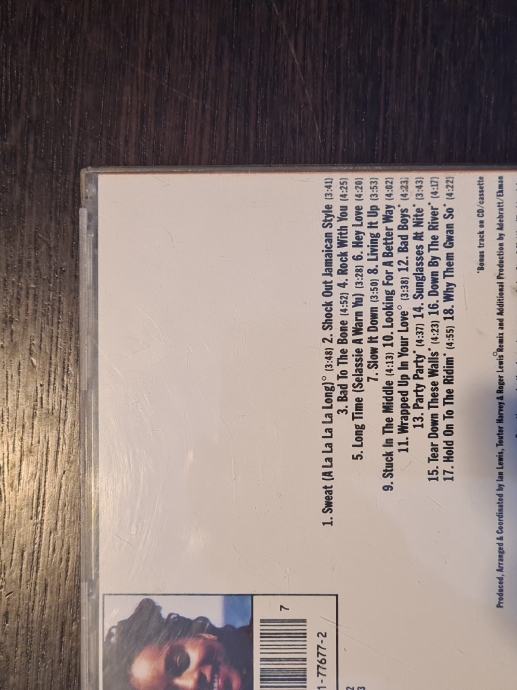 1. Sweat (A La La La La Long)° (3:48) 2. Shock Out Jamaican Style (3:41)
3. Bad To The Bone (4:52) 4. Rock With You (4:25)
5. Long Time (Selassie A Warn Yu) (3:28) 6. Hey Love (4:20)
7. Slow It Down (3:50) 8. Living It Up (3:53)
9. Stuck In The Middle (4:13) 10. Looking For A Better Way (4:02)
11. Wrapped Up In Your Love° (3:38) 12. Bad Boys* (4:23)
13. Party Party* (4:37) 14. Sunglasses At Nite* (3:43)
15. Tear Down These Walls* (4:23) 16. Down By The River* (4:17)
17. Hold On To The Ridim* (4:55) 18. Why Them Gwan So* (4:22)
*Bonus track on CD/cassette
Produced, Arranged & Coordinated by Ian Lewis, Touter Harvey & Roger Lewis °Remix and Additional Production by Adebratt/Ekman
7
1-77677-2
2
3